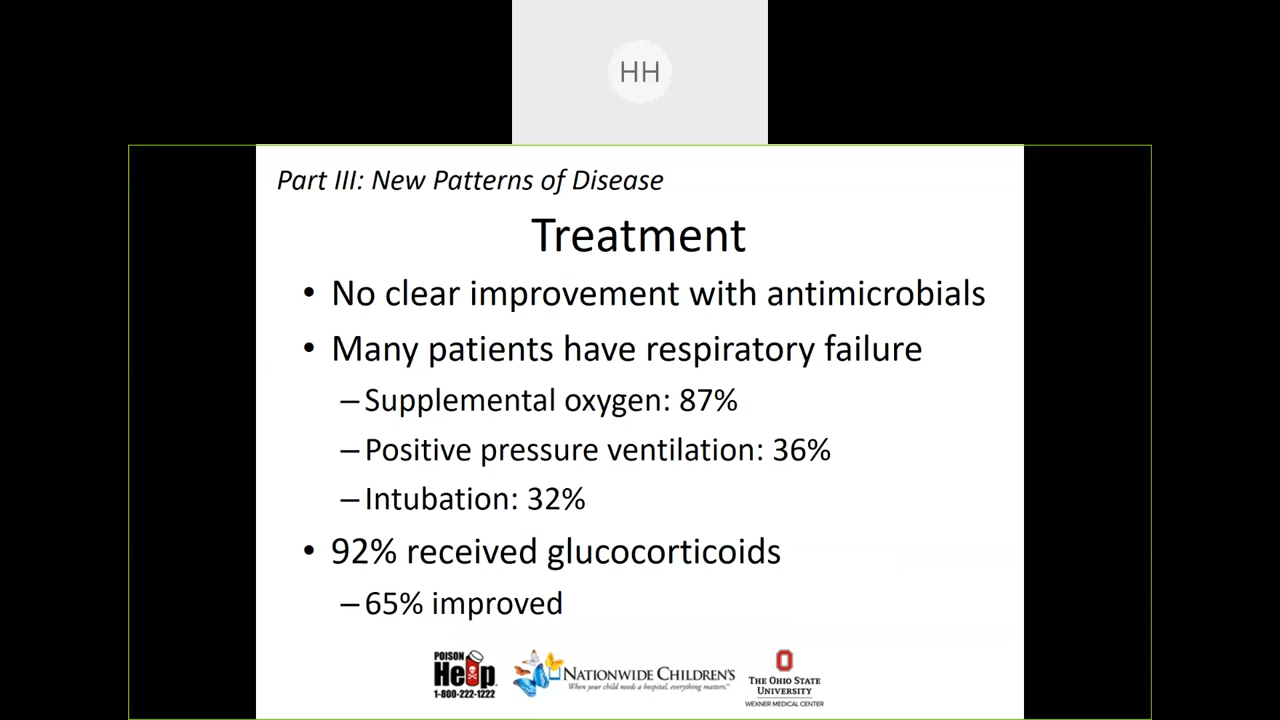 HH
Part III: New Patterns of Disease
Treatment
• No clear improvement with antimicrobials
• Many patients have respiratory failure
– Supplemental oxygen: 87%
– Positive pressure ventilation: 36%
– Intubation: 32%
• 92% received glucocorticoids
– 65% improved
POISON
Help
1-800-222-1222
NATIONWIDE CHILDREN'S
When your child needs a hospital, everything matters.™
THE OHIO STATE
UNIVERSITY
WEXNER MEDICAL CENTER